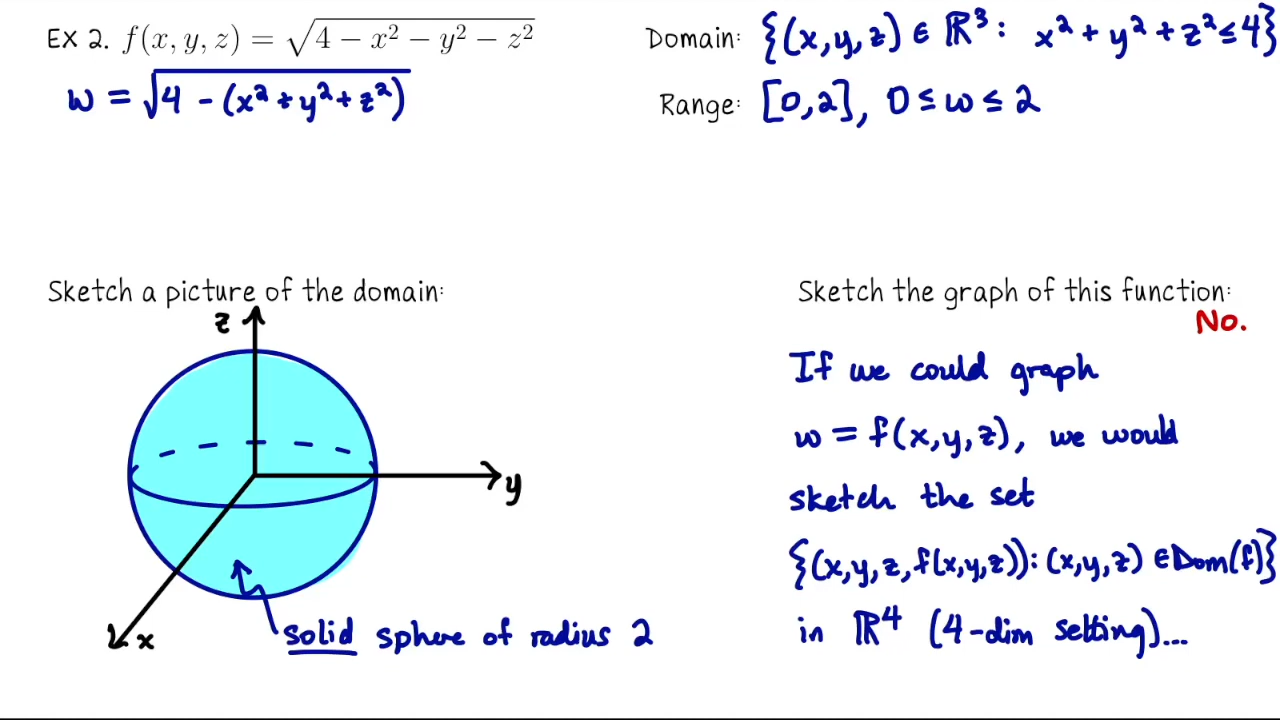 EX 2. f(x, y, z) = √(4 − x² − y² − z²)
w = √(4 - (x² + y² + z²))
Domain: {(x,y,z) ∈ ℝ³: x² + y² + z² ≤ 4}
Range: [0,2], 0 ≤ w ≤ 2
Sketch a picture of the domain:
z
y
x
solid sphere of radius 2
Sketch the graph of this function:
No.
If we could graph
w = f(x,y,z), we would
sketch the set
{(x,y,z,f(x,y,z)): (x,y,z) ∈ Dom(f)}
in ℝ⁴ (4-dim setting)...